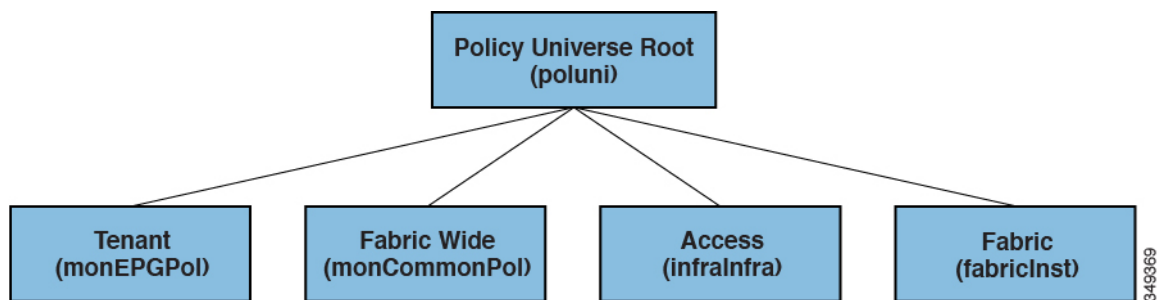 Policy Universe Root
(poluni)
Tenant
(monEPGPol)
Fabric Wide
(monCommonPol)
Access
(infraInfra)
Fabric
(fabricInst)
349369